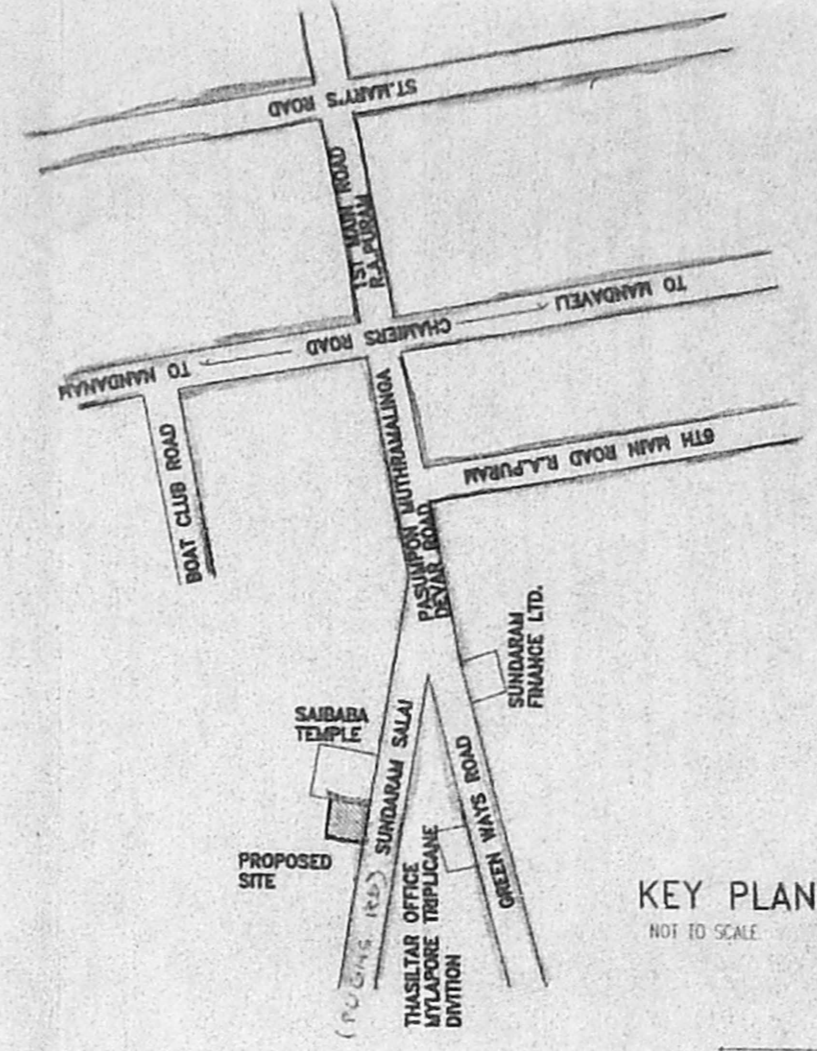 ST.MARY'S ROAD
1ST MAIN ROAD
R.A.PURAM
TO MANDAVELI
CHAMIERS ROAD
TO NANDANAM
BOAT CLUB ROAD
PASUMPON MUTHRAMALINGA
DEVAR ROAD
6TH MAIN ROAD R.A.PURAM
SUNDARAM
FINANCE LTD.
SAIBABA
TEMPLE
SUNDARAM SALAI
GREEN WAYS ROAD
PROPOSED
SITE
THASILTAR OFFICE
MYLAPORE TRIPLICANE
DIVITION
KEY PLAN
NOT TO SCALE